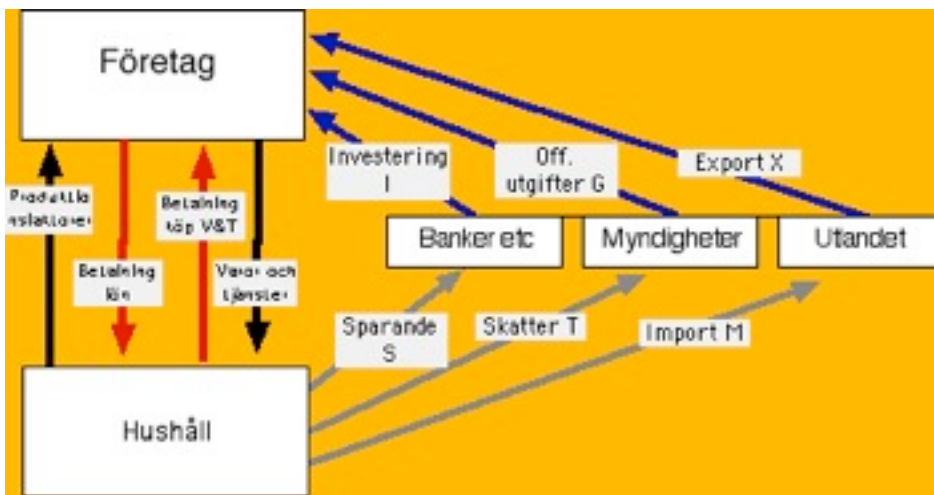 Företag
Investering
I
Off.
utgifter G
Export X
Betalning
köp V&T
Banker etc
Myndigheter
Utlandet
Betalning
lön
Varor och
tjänster
Sparande
S
Skatter T
Import M
Hushåll